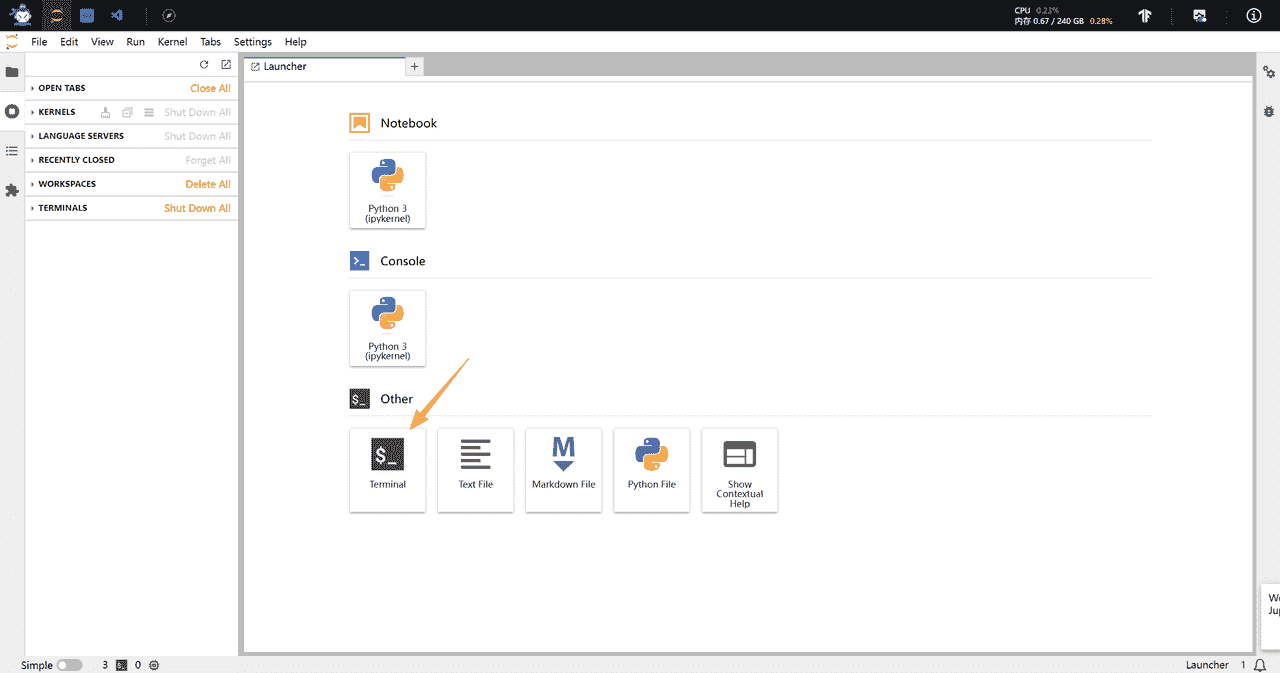 CPU 0.23%
内存 0.67 / 240 GB 0.28%
File Edit View Run Kernel Tabs Settings Help
Launcher
OPEN TABS Close All
KERNELS Shut Down All
LANGUAGE SERVERS Shut Down All
RECENTLY CLOSED Forget All
WORKSPACES Delete All
TERMINALS Shut Down All
Notebook
Python 3
(ipykernel)
Console
Python 3
(ipykernel)
$_ Other
$_
Terminal
Text File
M
Markdown File
Python File
Show
Contextual
Help
Simple 3 0
Launcher 1